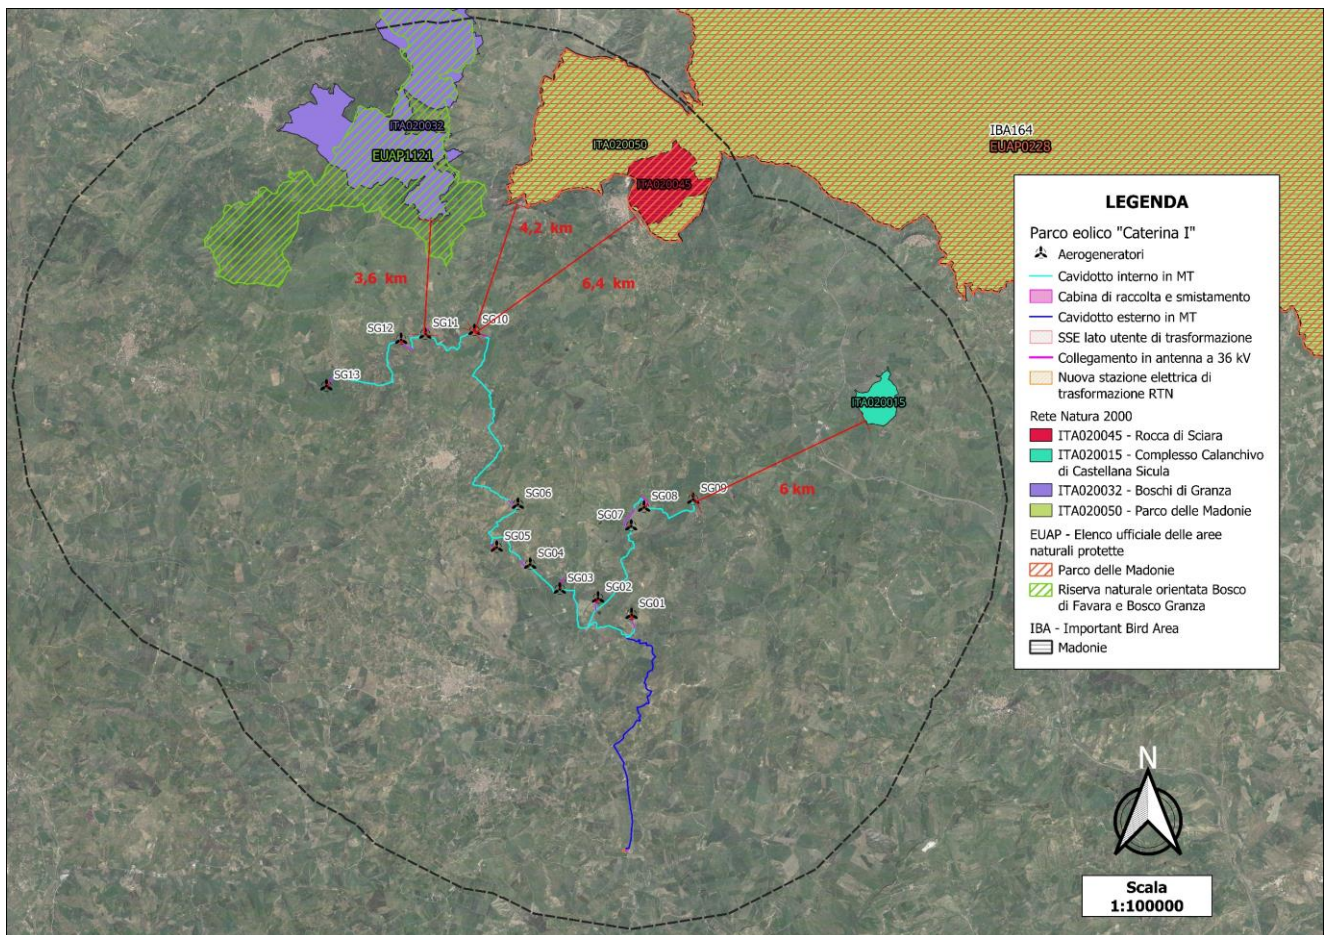 ITA020032
EUAP1121
ITA020050
ITA020045
IBA164
EUAP0228
4,2 km
3,6 km
6,4 km
SG12
SG11
SG10
SG13
ITA020015
6 km
SG06
SG08
SG09
SG07
SG05
SG04
SG03
SG02
SG01
LEGENDA
Parco eolico "Caterina I"
Aerogeneratori
Cavidotto interno in MT
Cabina di raccolta e smistamento
Cavidotto esterno in MT
SSE lato utente di trasformazione
Collegamento in antenna a 36 kV
Nuova stazione elettrica di
trasformazione RTN
Rete Natura 2000
ITA020045 - Rocca di Sciara
ITA020015 - Complesso Calanchivo
di Castellana Sicula
ITA020032 - Boschi di Granza
ITA020050 - Parco delle Madonie
EUAP - Elenco ufficiale delle aree
naturali protette
Parco delle Madonie
Riserva naturale orientata Bosco
di Favara e Bosco Granza
IBA - Important Bird Area
Madonie
N
Scala
1:100000